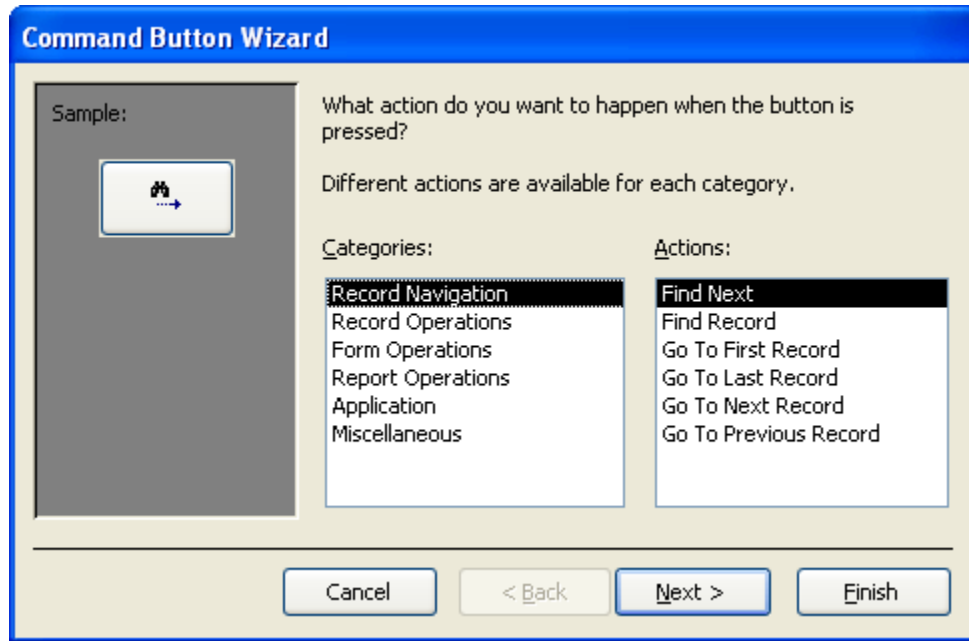 Command Button Wizard
Sample:
What action do you want to happen when the button is
pressed?
Different actions are available for each category.
Categories:
Record Navigation
Record Operations
Form Operations
Report Operations
Application
Miscellaneous
Actions:
Find Next
Find Record
Go To First Record
Go To Last Record
Go To Next Record
Go To Previous Record
Cancel
< Back
Next >
Finish